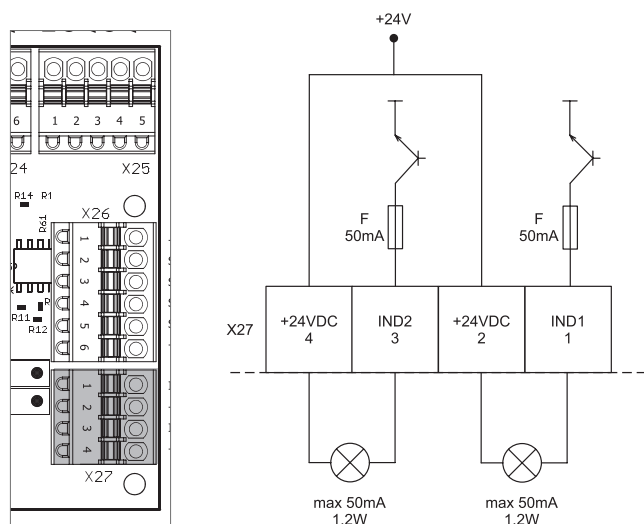 6
1 2 3 4 5
24
X25
R14 R1
X26
R61
1
2
3
4
5
6
R11
R12
1
2
3
4
X27
+24V
F
50mA
F
50mA
X27
+24VDC
4
IND2
3
+24VDC
2
IND1
1
max 50mA
1.2W
max 50mA
1.2W